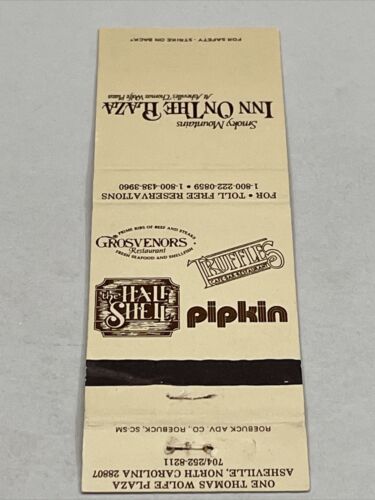 FOR SAFETY - STRIKE ON BACK
Smoky Mountains
INN ON THE PLAZA
At Asheville's Thomas Wolfe Plaza
FOR • TOLL FREE RESERVATIONS
1-800-222-0859 • 1-800-438-3960
PRIME RIBS OF BEEF AND STEAKS
GROSVENORS
Restaurant
FRESH SEAFOOD AND SHELLFISH
TRUFFLES
CAFE BAR RESTAURANT
the HALF
SHELL
pipkin
ROEBUCK ADV CO., ROEBUCK, SC-SM
ONE THOMAS WOLFE PLAZA
ASHEVILLE, NORTH CAROLINA 28807
704/252-8211